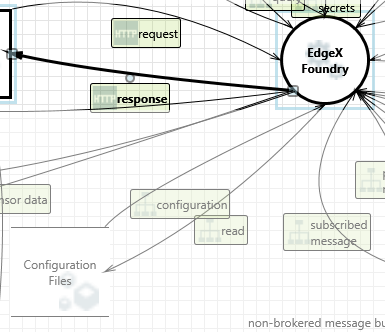 secrets
request
EdgeX
Foundry
response
nsor data
configuration
read
subscribed
message
Configuration
Files
non-brokered message bu